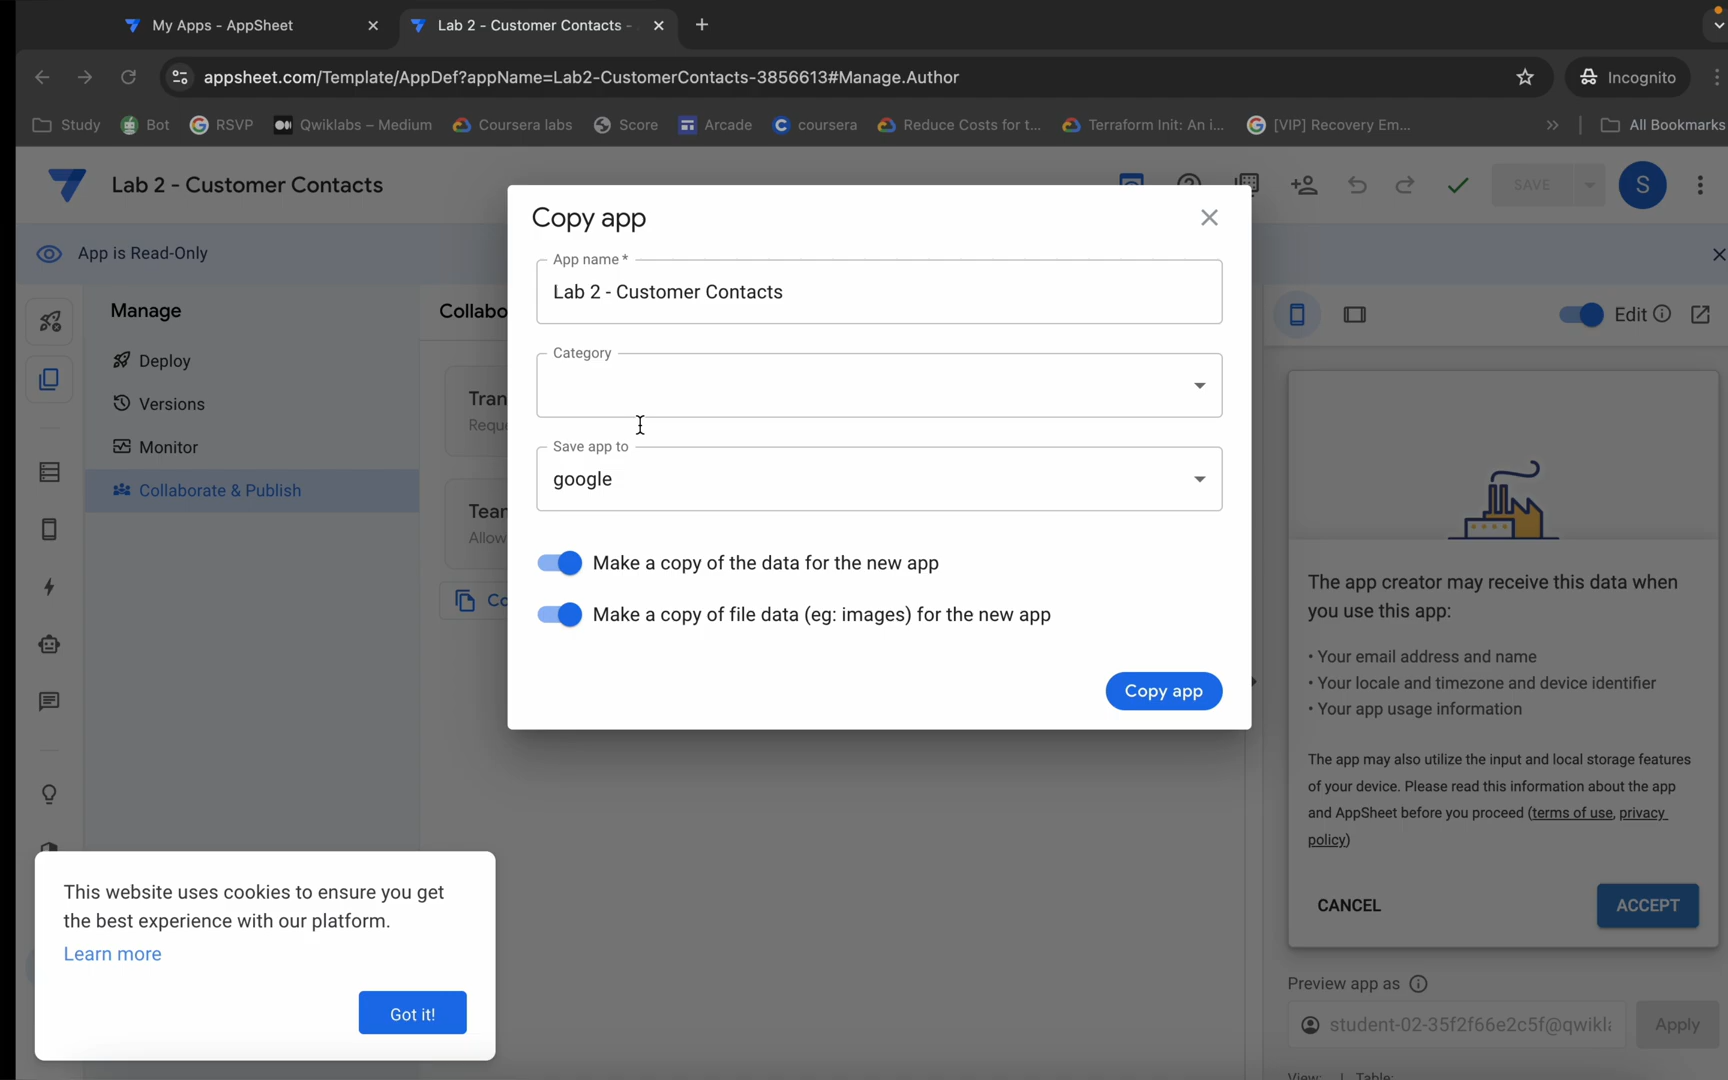 My Apps - AppSheet
Lab 2 - Customer Contacts -
appsheet.com/Template/AppDef?appName=Lab2-CustomerContacts-3856613#Manage.Author
Incognito
Study
Bot
RSVP
Qwiklabs – Medium
Coursera labs
Score
Arcade
coursera
Reduce Costs for t...
Terraform Init: An i...
[VIP] Recovery Em...
All Bookmarks
Lab 2 - Customer Contacts
SAVE
S
App is Read-Only
Manage
Deploy
Versions
Monitor
Collaborate & Publish
Collabo
Tran
Reque
Team
Allow
Co
Copy app
App name*
Lab 2 - Customer Contacts
Category
Save app to
google
Make a copy of the data for the new app
Make a copy of file data (eg: images) for the new app
Copy app
Edit
The app creator may receive this data when
you use this app:
• Your email address and name
• Your locale and timezone and device identifier
• Your app usage information
The app may also utilize the input and local storage features
of your device. Please read this information about the app
and AppSheet before you proceed (terms of use, privacy
policy)
CANCEL
ACCEPT
Preview app as
student-02-35f2f66e2c5f@qwikl
Apply
View:
Table:
This website uses cookies to ensure you get
the best experience with our platform.
Learn more
Got it!